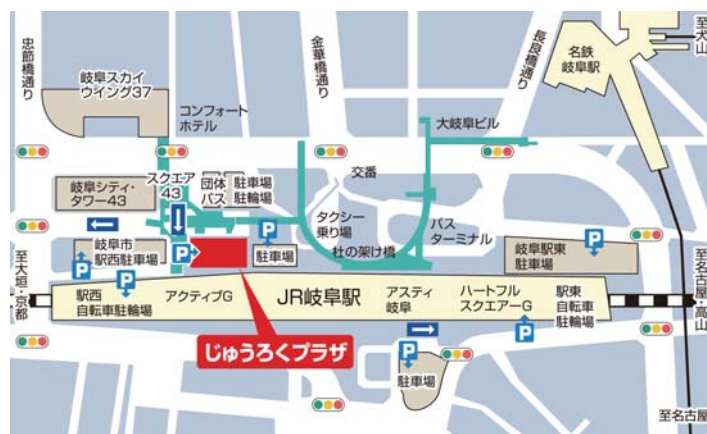 忠節橋通り
金華橋通り
長良橋通り
至犬山
名鉄
岐阜駅
岐阜スカイ
ウイング37
コンフォート
ホテル
大岐阜ビル
交番
岐阜シティ・
タワー43
スクエア
43
団体
バス
駐車場
駐輪場
タクシー
乗り場
バス
ターミナル
杜の架け橋
岐阜市
駅西駐車場
P
P
P
駐車場
P
岐阜駅東
駐車場
至大垣・京都
P
駅西
自転車駐輪場
アクティブG
JR岐阜駅
アスティ
岐阜
ハートフル
スクエアーG
駅東
自転車
駐輪場
P
至名古屋・高山
じゅうろくプラザ
P
駐車場
至名古屋